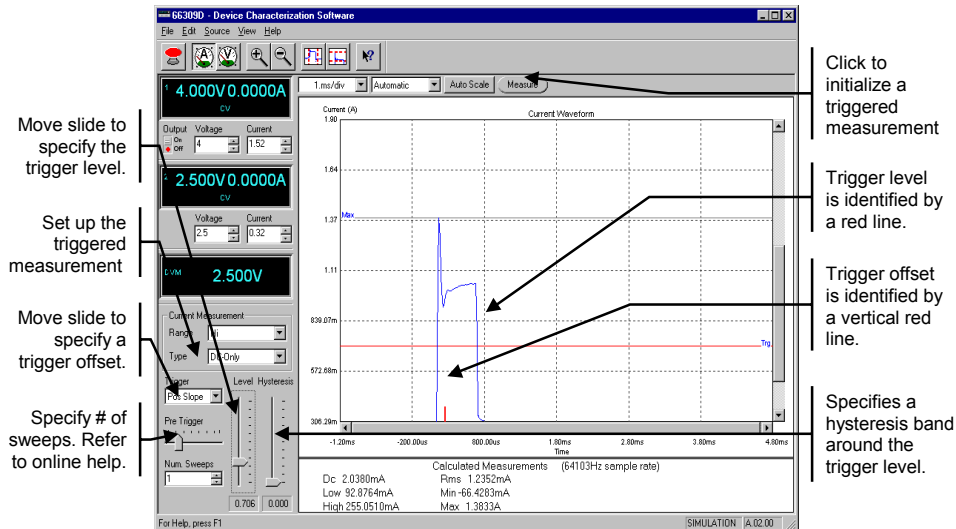 66309D - Device Characterization Software
File Edit Source View Help
A V
1.ms/div Automatic Auto Scale Measure
1 4.000V 0.0000A
CV
Output Voltage Current
On
Off 4 1.52
2 2.500V 0.0000A
CV
Voltage Current
2.5 0.32
DVM 2.500V
Current Measurement
Range Hi
Type DC-Only
Trigger Level Hysteresis
Pos Slope
Pre Trigger
Num. Sweeps
1
0.706 0.000
Current (A)
Current Waveform
1.90
1.64
1.37
Max
1.11
839.07m
Trg.
572.68m
306.29m
-1.20ms -200.00us 800.00us 1.80ms 2.80ms 3.80ms 4.80ms
Time
Calculated Measurements (64103Hz sample rate)
Dc 2.0380mA Rms 1.2352mA
Low 92.8764mA Min -66.4283mA
High 255.0510mA Max 1.3833A
For Help, press F1 SIMULATION A.02.00
Move slide to
specify the
trigger level.
Set up the
triggered
measurement
Move slide to
specify a
trigger offset.
Specify # of
sweeps. Refer
to online help.
Click to
initialize a
triggered
measurement
Trigger level
is identified by
a red line.
Trigger offset
is identified by
a vertical red
line.
Specifies a
hysteresis band
around the
trigger level.